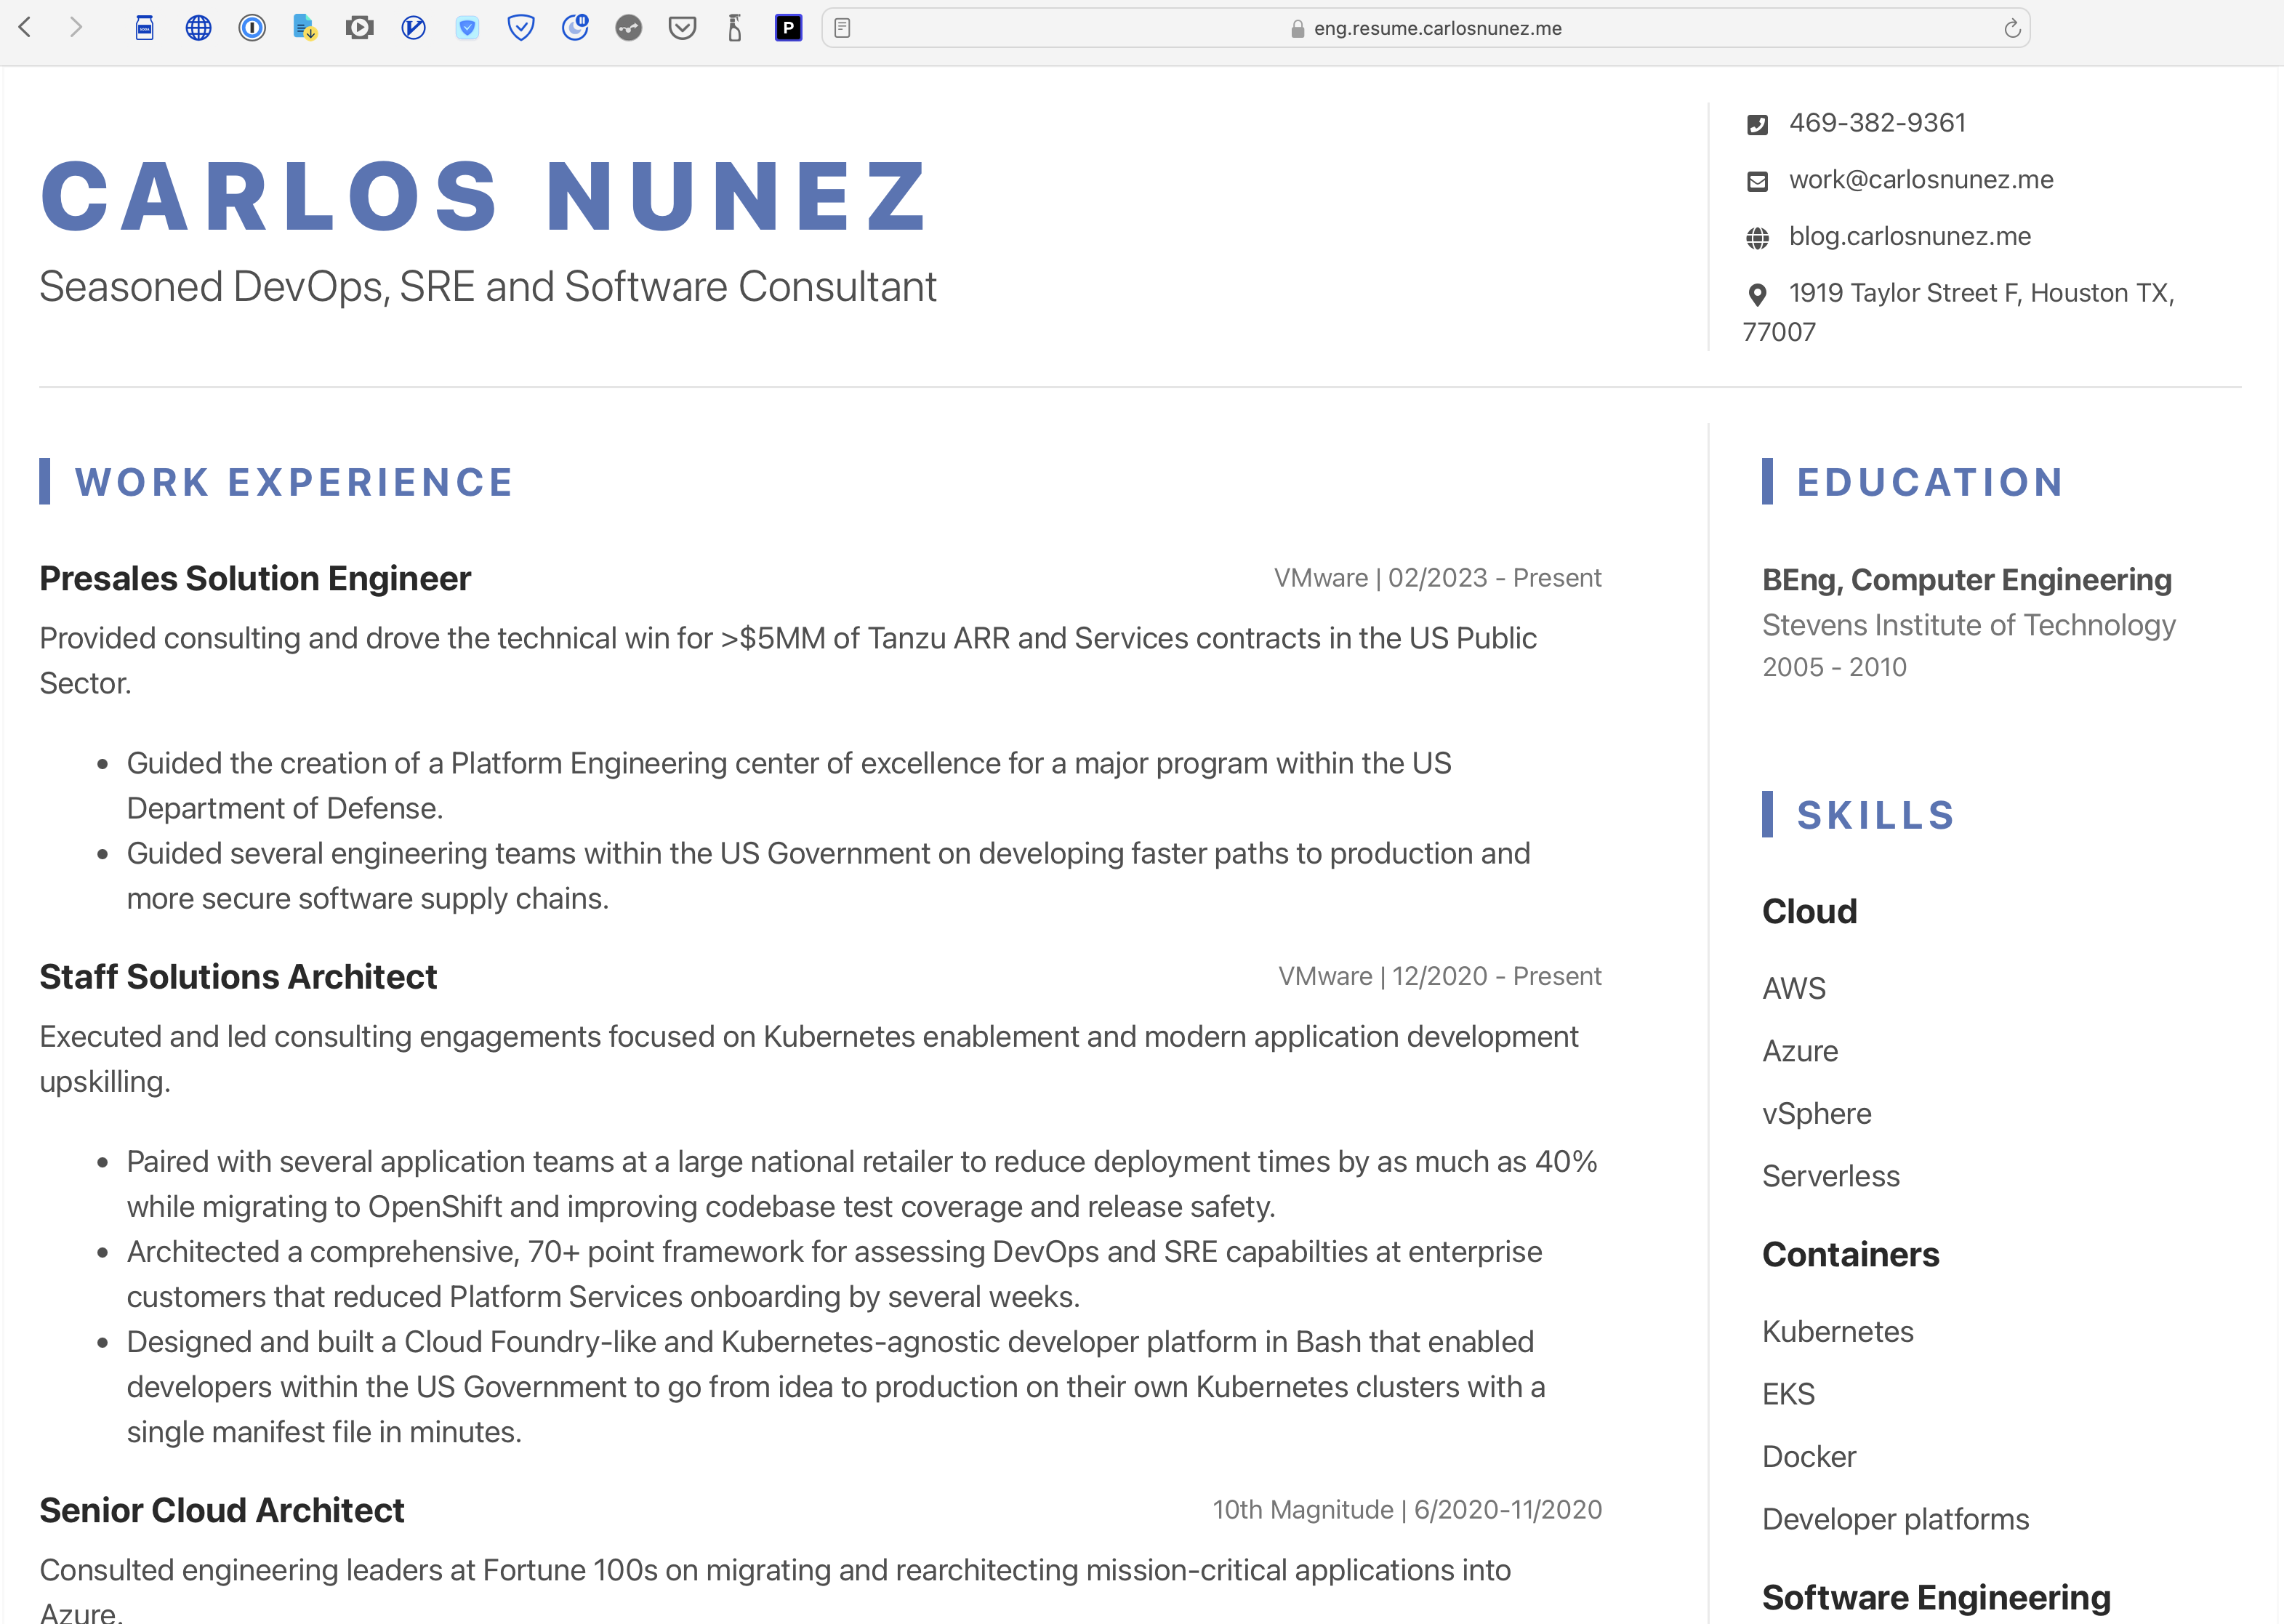 eng.resume.carlosnunez.me
P
CARLOS NUNEZ
Seasoned DevOps, SRE and Software Consultant
469-382-9361
work@carlosnunez.me
blog.carlosnunez.me
1919 Taylor Street F, Houston TX,
77007
WORK EXPERIENCE
Presales Solution Engineer
VMware | 02/2023 - Present
Provided consulting and drove the technical win for >$5MM of Tanzu ARR and Services contracts in the US Public
Sector.
• Guided the creation of a Platform Engineering center of excellence for a major program within the US
Department of Defense.
• Guided several engineering teams within the US Government on developing faster paths to production and
more secure software supply chains.
Staff Solutions Architect
VMware | 12/2020 - Present
Executed and led consulting engagements focused on Kubernetes enablement and modern application development
upskilling.
• Paired with several application teams at a large national retailer to reduce deployment times by as much as 40%
while migrating to OpenShift and improving codebase test coverage and release safety.
• Architected a comprehensive, 70+ point framework for assessing DevOps and SRE capabilties at enterprise
customers that reduced Platform Services onboarding by several weeks.
• Designed and built a Cloud Foundry-like and Kubernetes-agnostic developer platform in Bash that enabled
developers within the US Government to go from idea to production on their own Kubernetes clusters with a
single manifest file in minutes.
Senior Cloud Architect
10th Magnitude | 6/2020-11/2020
Consulted engineering leaders at Fortune 100s on migrating and rearchitecting mission-critical applications into
Azure.
EDUCATION
BEng, Computer Engineering
Stevens Institute of Technology
2005 - 2010
SKILLS
Cloud
AWS
Azure
vSphere
Serverless
Containers
Kubernetes
EKS
Docker
Developer platforms
Software Engineering